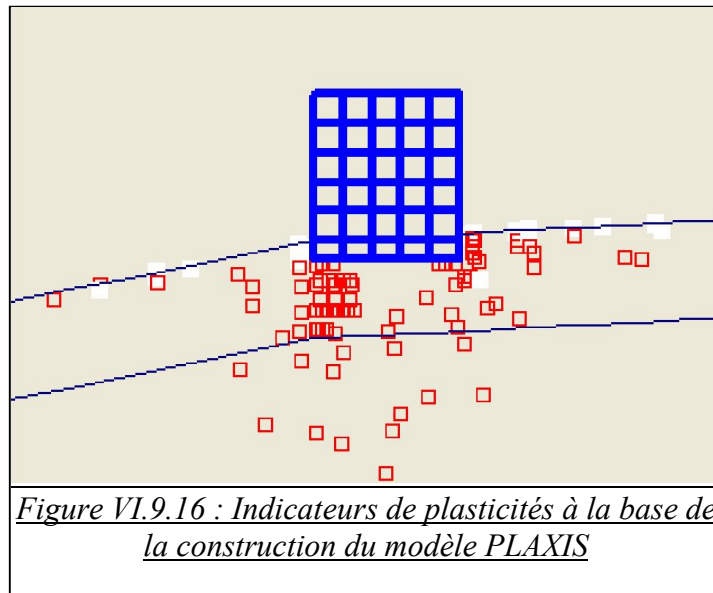 Figure VI.9.16 : Indicateurs de plasticités à la base de
la construction du modèle PLAXIS